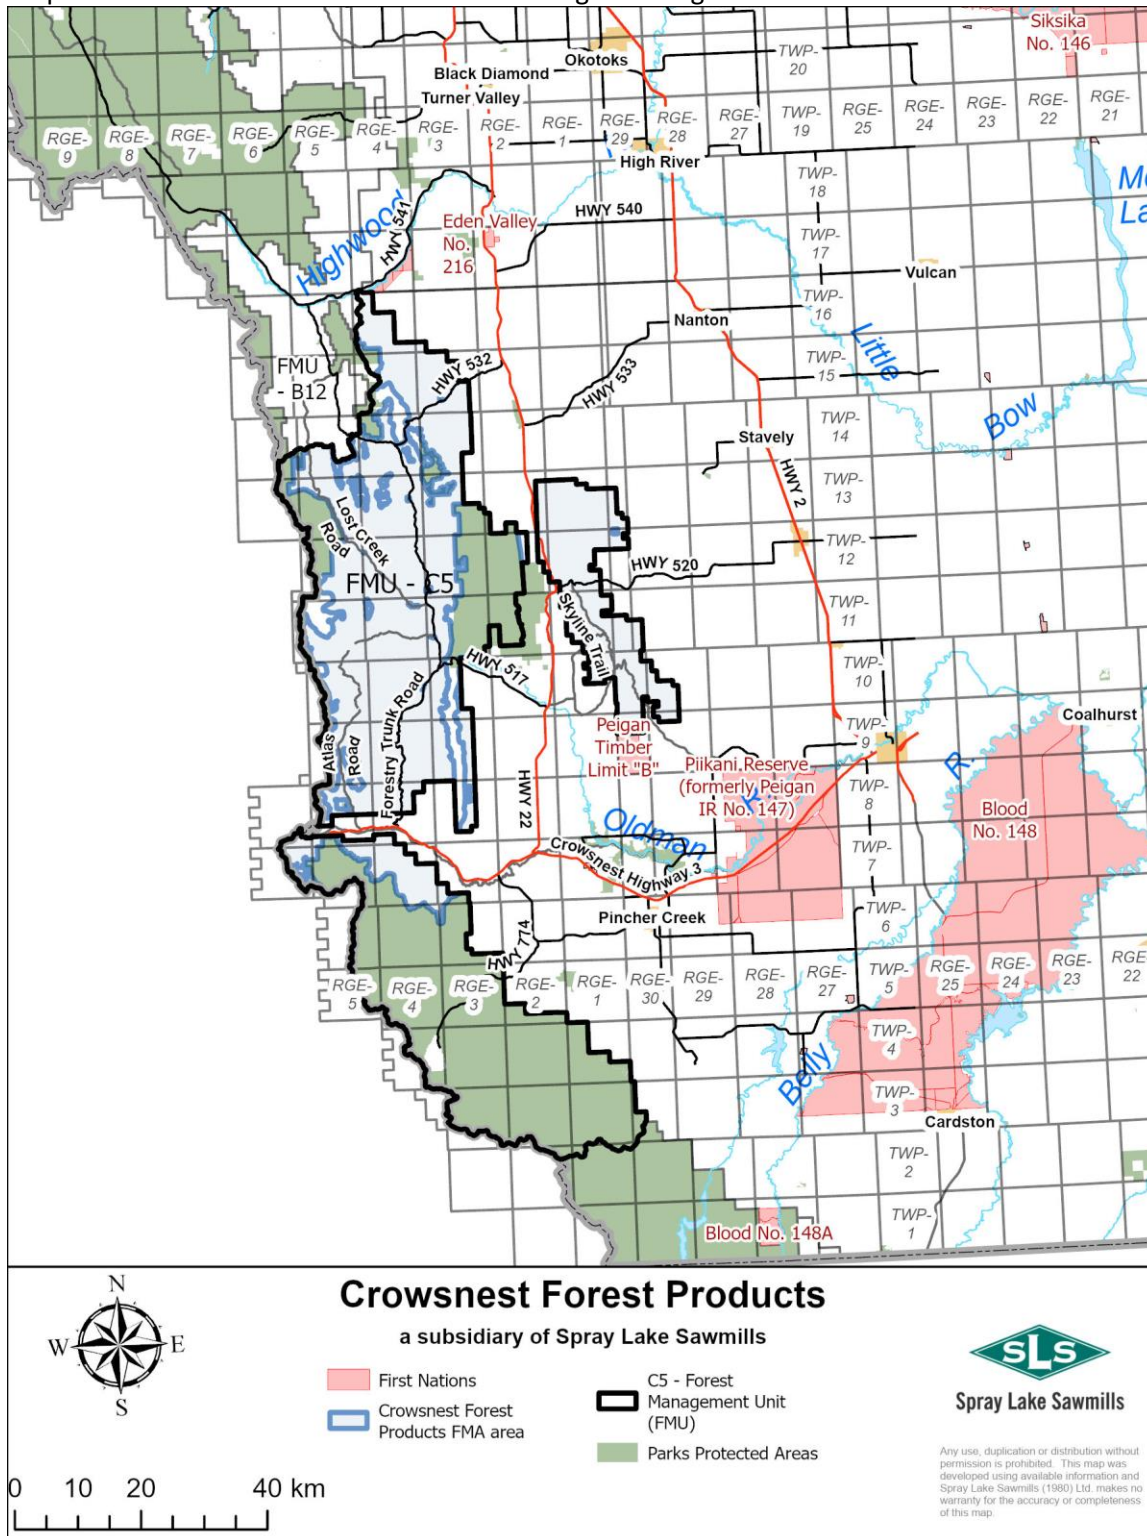 Siksika
No. 146
Okotoks
TWP-
20
Black Diamond
Turner Valley
RGE-
9
RGE-
8
RGE-
7
RGE-
6
RGE-
5
RGE-
4
RGE-
3
RGE-
2
RGE-
1
RGE-
29
RGE-
28
RGE-
27
TWP-
19
RGE-
25
RGE-
24
RGE-
23
RGE-
22
RGE-
21
High River
TWP-
18
Highwood
HWY 541
Eden Valley
No.
216
HWY 540
TWP-
17
Vulcan
TWP-
16
Nanton
Little
Bow
FMU
- B12
HWY 532
HWY 533
TWP-
15
Stavely
TWP-
14
HWY 2
TWP-
13
Lost Creek
Road
FMU - C5
HWY 520
TWP-
12
Skyline Trail
TWP-
11
HWY 517
TWP-
10
Atlas
Road
Forestry Trunk Road
HWY 22
Peigan
Timber
Limit "B"
Piikani Reserve
(formerly Peigan
IR No. 147)
TWP-
9
Coalhurst
R.
R.
TWP-
8
Blood
No. 148
Oldman
Crowsnest Highway 3
TWP-
7
Pincher Creek
TWP-
6
HWY 774
RGE-
5
RGE-
4
RGE-
3
RGE-
2
RGE-
1
RGE-
30
RGE-
29
RGE-
28
RGE-
27
TWP-
5
RGE-
25
RGE-
24
RGE-
23
RGE-
22
TWP-
4
Belly
TWP-
3
Cardston
TWP-
2
TWP-
1
Blood No. 148A
N
W
E
S
Crowsnest Forest Products
a subsidiary of Spray Lake Sawmills
First Nations
Crowsnest Forest
Products FMA area
C5 - Forest
Management Unit
(FMU)
Parks Protected Areas
SLS
Spray Lake Sawmills
0 10 20 40 km
Any use, duplication or distribution without
permission is prohibited. This map was
developed using available information and
Spray Lake Sawmills (1980) Ltd. makes no
warranty for the accuracy or completeness
of this map.